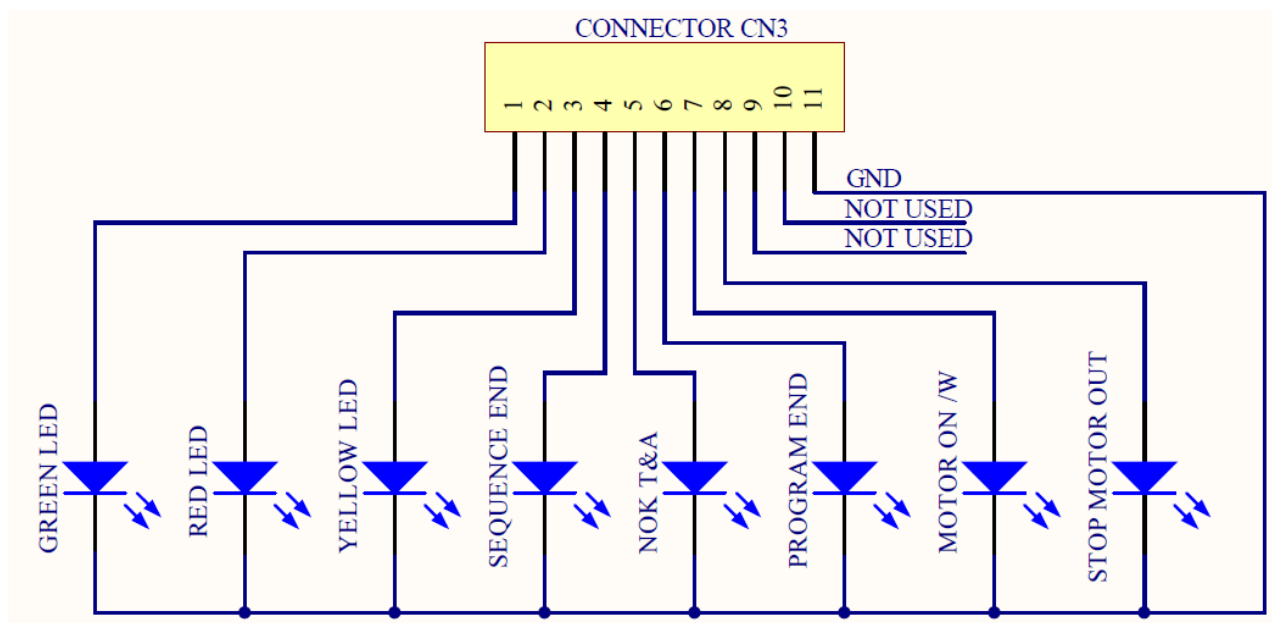 CONNECTOR CN3
1 2 3 4 5 6 7 8 9 10 11
GND
NOT USED
NOT USED
GREEN LED
RED LED
YELLOW LED
SEQUENCE END
NOK T&A
PROGRAM END
MOTOR ON /W
STOP MOTOR OUT